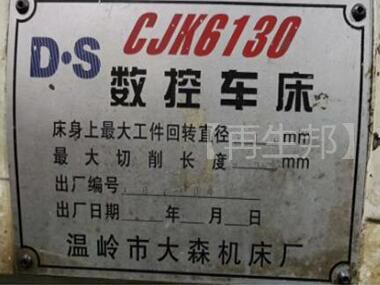 CJK6130
D·S
数控车床
床身上最大工件回转直径 mm
最大切削长度 mm
出厂编号
出厂日期 年 月 日
温岭市大森机床厂
【再生邦】